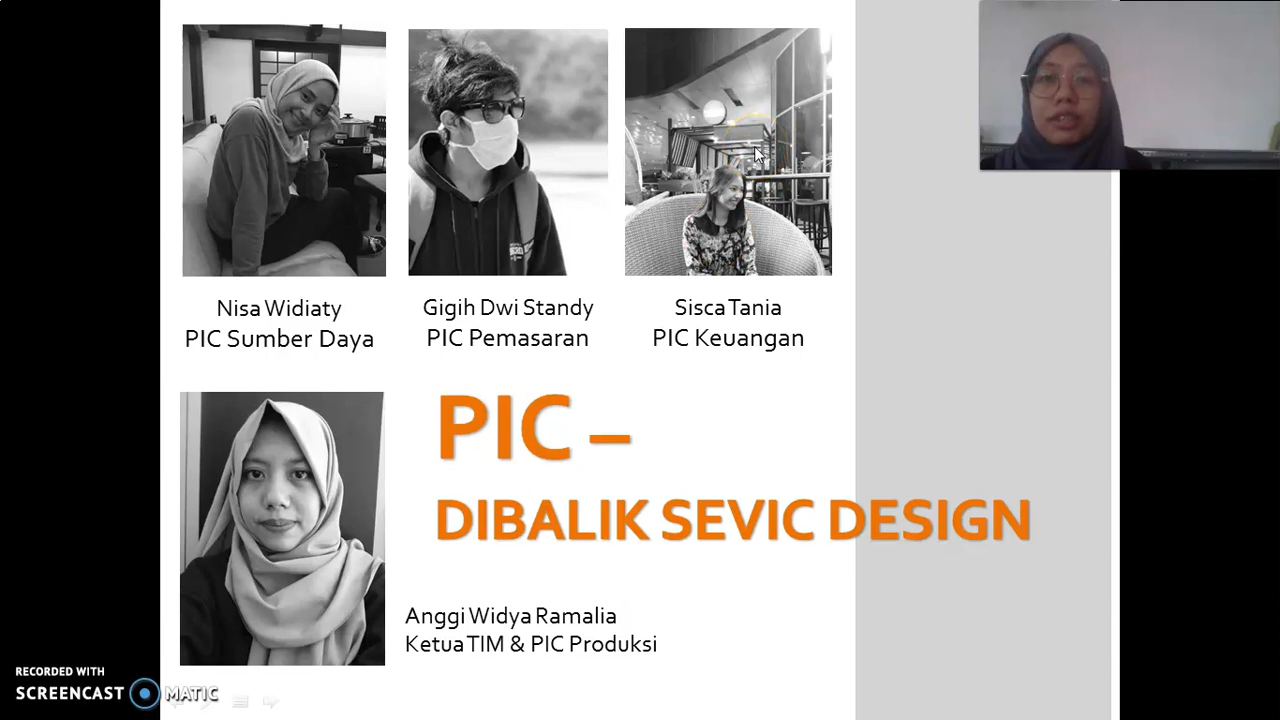 Nisa Widiaty
PIC Sumber Daya
Gigih Dwi Standy
PIC Pemasaran
Sisca Tania
PIC Keuangan
PIC –
DIBALIK SEVIC DESIGN
Anggi Widya Ramalia
Ketua TIM & PIC Produksi
RECORDED WITH
SCREENCAST MATIC